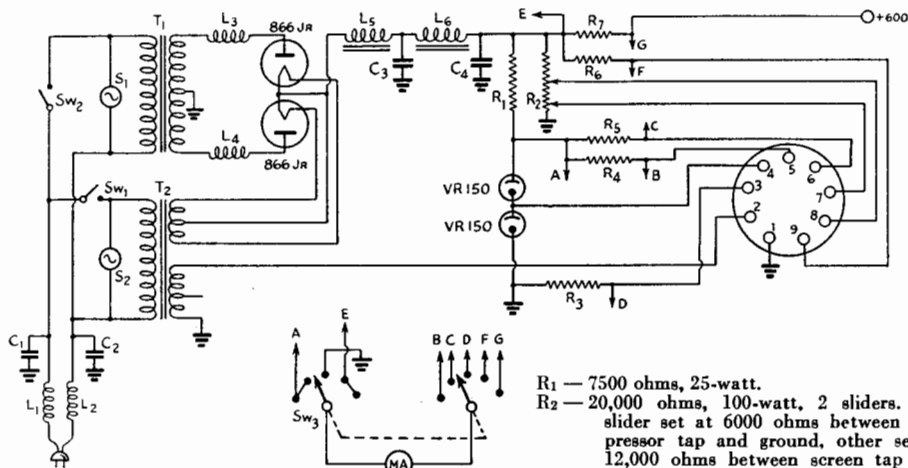 T1
L3
866 JR
L5
L6
E
R7
+600
G
S1
C3
C4
R6
F
Sw2
R1
R2
L4
866 JR
R5
C
A
R4
B
Sw1
T2
VR150
VR150
4
5
6
3
7
2
8
1
9
S2
R3
D
C1
C2
A
E
B C D F G
L1
L2
Sw3
MA
R1 — 7500 ohms, 25-watt.
R2 — 20,000 ohms, 100-watt, 2 sliders.
slider set at 6000 ohms between
pressor tap and ground, other se
12,000 ohms between screen tap